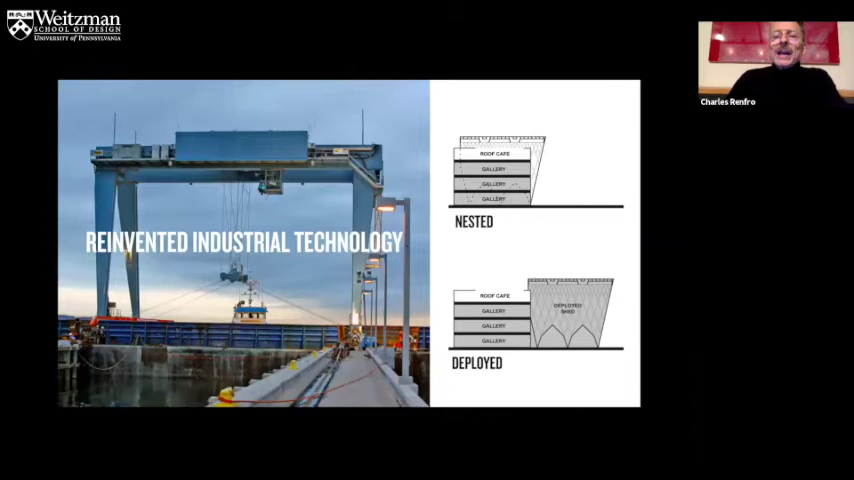 Weitzman
SCHOOL OF DESIGN
UNIVERSITY of PENNSYLVANIA
Charles Renfro
REINVENTED INDUSTRIAL TECHNOLOGY
ROOF CAFE
GALLERY
GALLERY
GALLERY
NESTED
ROOF CAFE
GALLERY
GALLERY
GALLERY
DEPLOYED
SHED
DEPLOYED